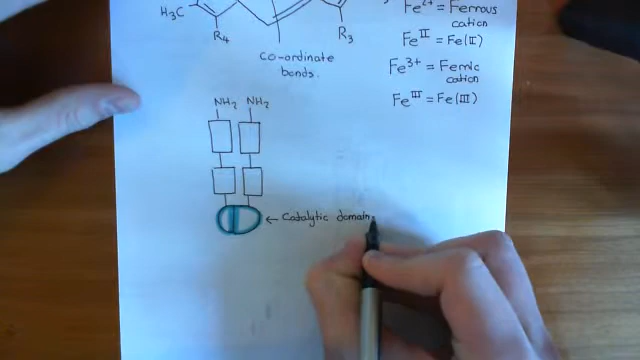 H₃C
R₄
R₃
co-ordinate
bonds.
Fe²⁺ = Ferrous
cation
Feᴵᴵ = Fe(II)
Fe³⁺ = Ferric
cation
Feᴵᴵᴵ = Fe(III)
NH₂ NH₂
← Catalytic domains